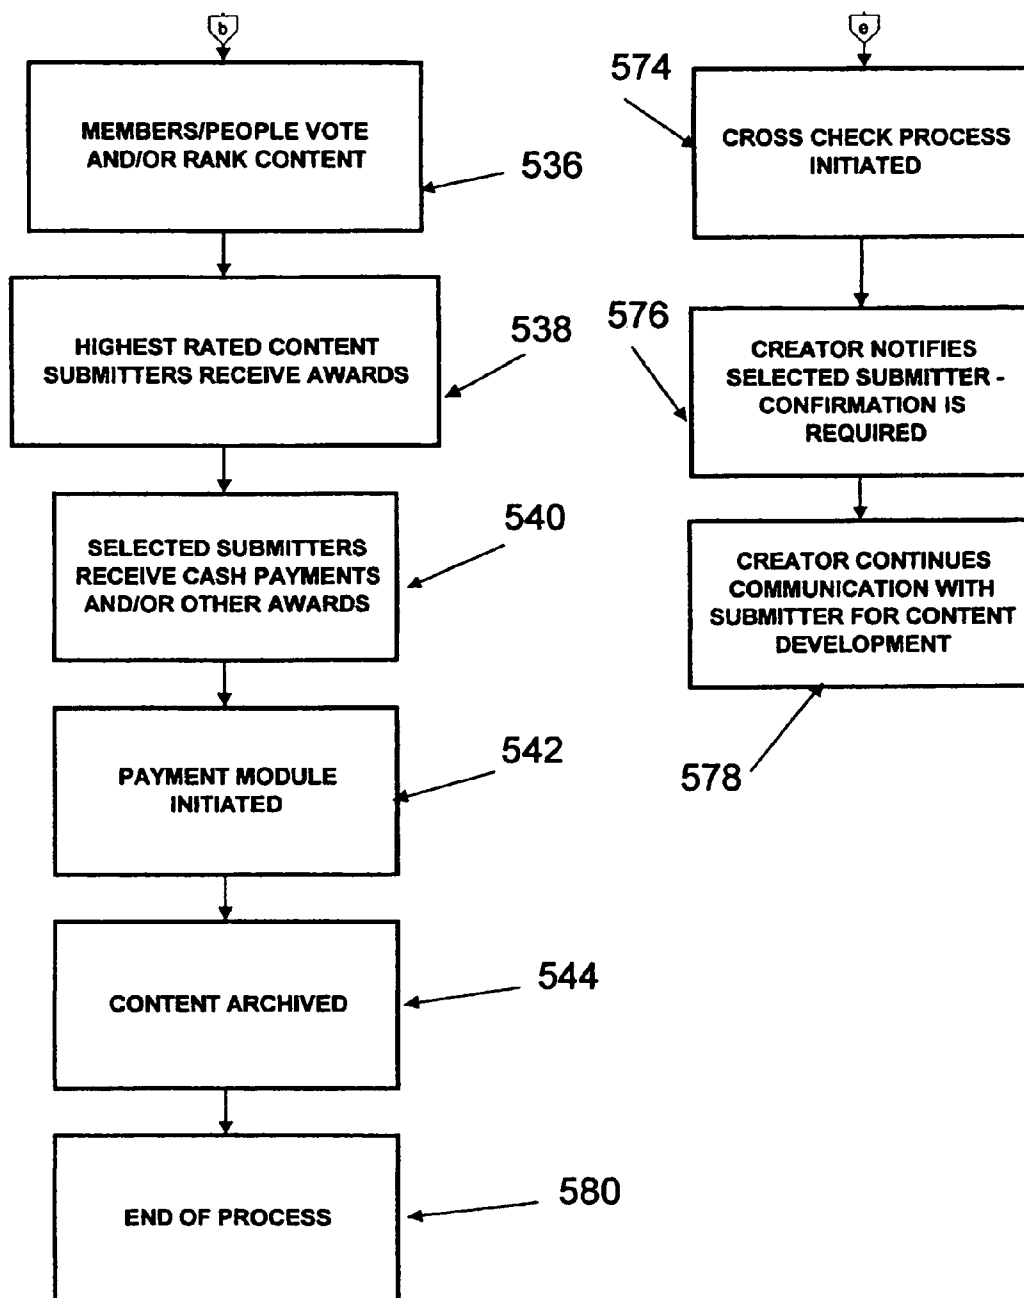 b
MEMBERS/PEOPLE VOTE
AND/OR RANK CONTENT
536
HIGHEST RATED CONTENT
SUBMITTERS RECEIVE AWARDS
538
SELECTED SUBMITTERS
RECEIVE CASH PAYMENTS
AND/OR OTHER AWARDS
540
PAYMENT MODULE
INITIATED
542
CONTENT ARCHIVED
544
END OF PROCESS
580
e
574
CROSS CHECK PROCESS
INITIATED
576
CREATOR NOTIFIES
SELECTED SUBMITTER -
CONFIRMATION IS
REQUIRED
CREATOR CONTINUES
COMMUNICATION WITH
SUBMITTER FOR CONTENT
DEVELOPMENT
578